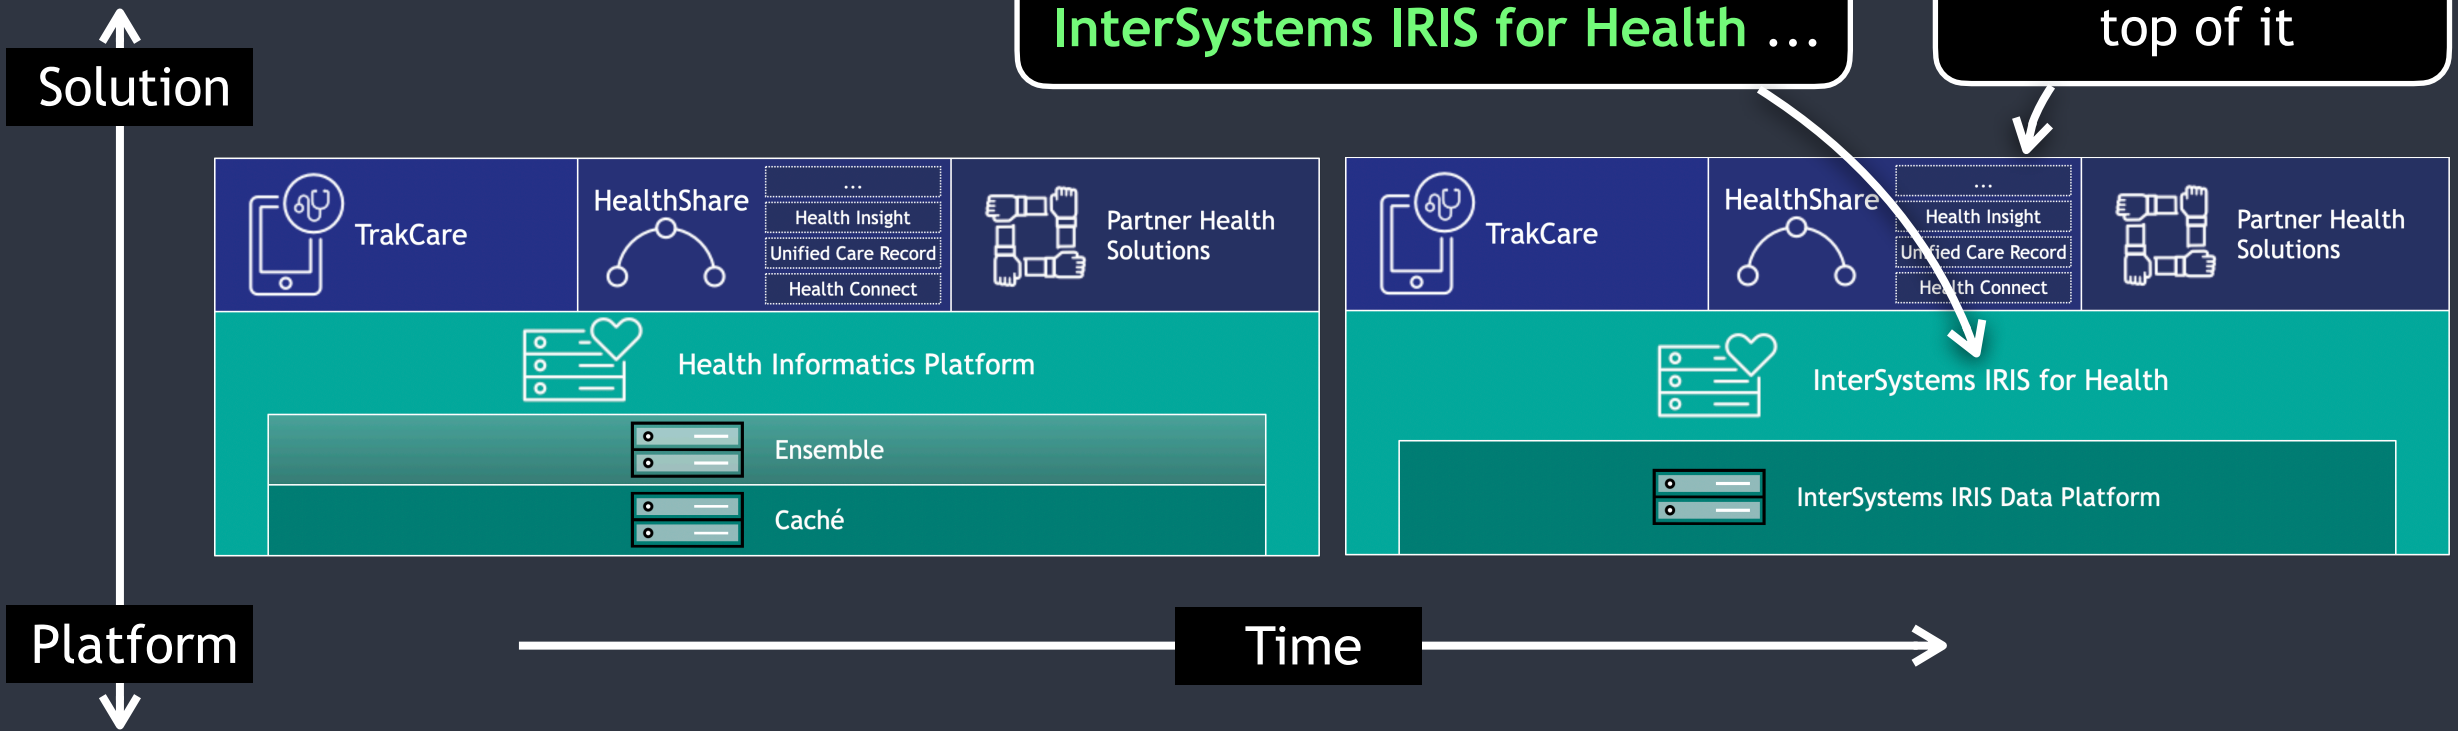 InterSystems IRIS for Health ...
top of it
Solution
TrakCare
HealthShare
...
Health Insight
Unified Care Record
Health Connect
Partner Health
Solutions
Health Informatics Platform
Ensemble
Caché
TrakCare
HealthShare
...
Health Insight
Unified Care Record
Health Connect
Partner Health
Solutions
InterSystems IRIS for Health
InterSystems IRIS Data Platform
Platform
Time